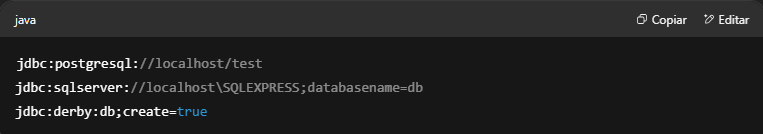 java
Copiar
Editar
jdbc:postgresql://localhost/test
jdbc:sqlserver://localhost\SQLEXPRESS;databasename=db
jdbc:derby:db;create=true